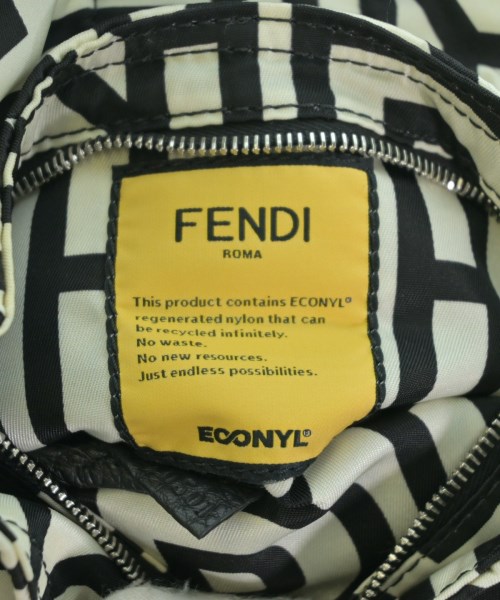 FENDI
ROMA
This product contains ECONYL®
regenerated nylon that can
be recycled infinitely.
No waste.
No new resources.
Just endless possibilities.
ECONYL®